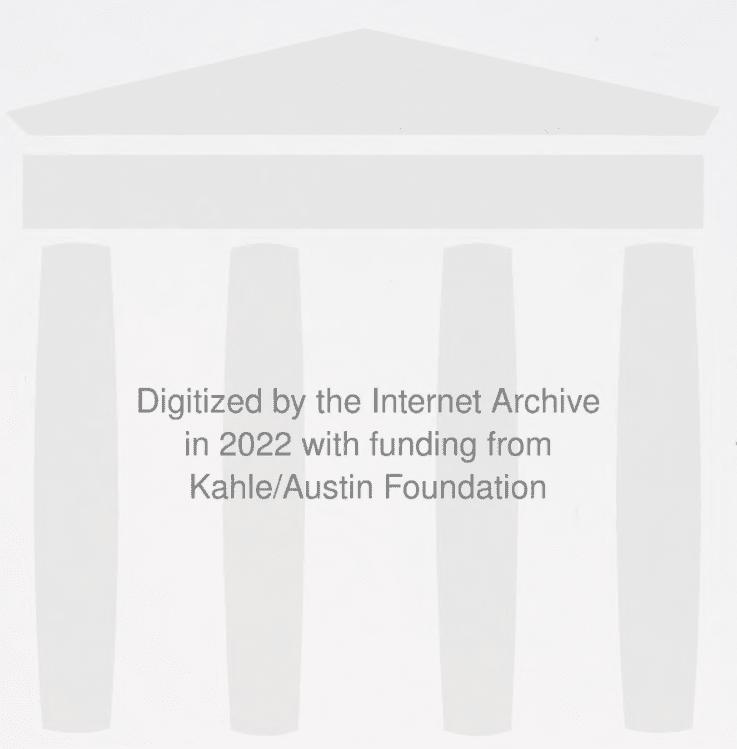 Digitized by the Internet Archive
in 2022 with funding from
Kahle/Austin Foundation